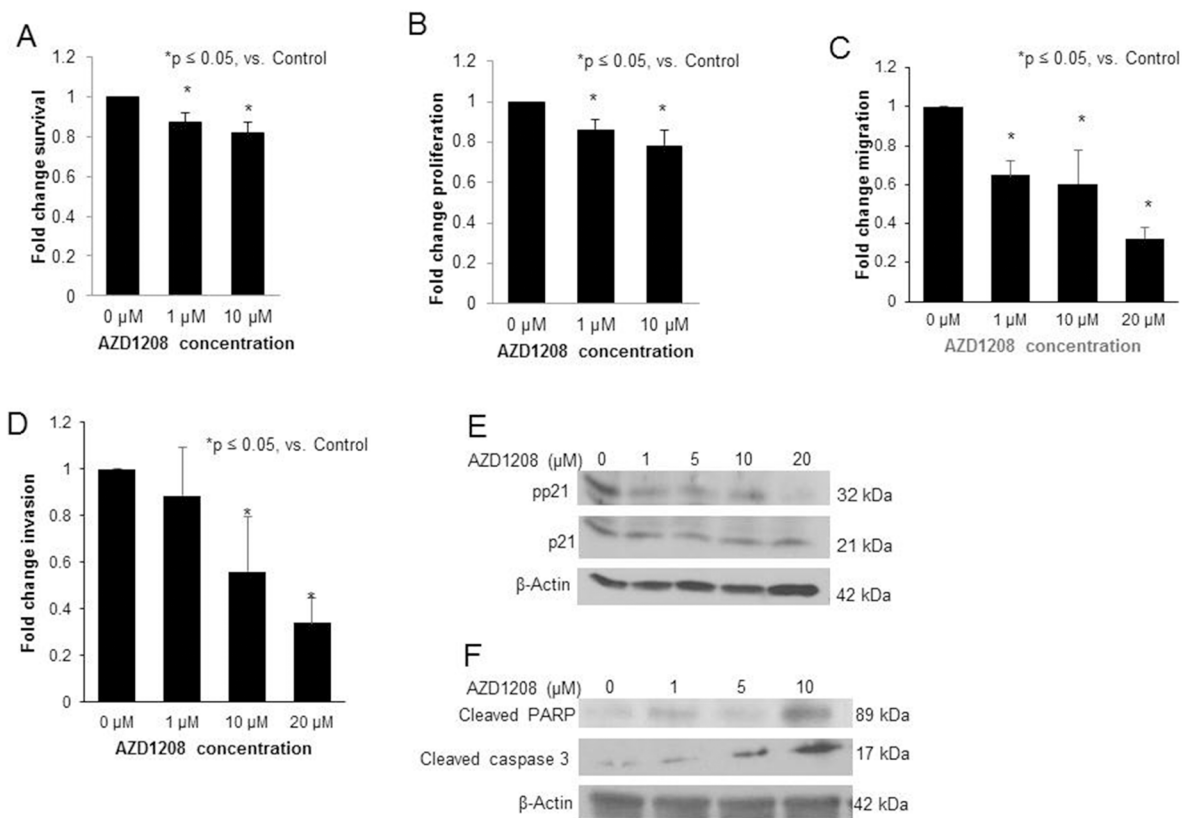 A
*p ≤ 0.05, vs. Control
Fold change survival
1.2
1
0.8
0.6
0.4
0.2
0
*
*
0 µM 1 µM 10 µM
AZD1208 concentration
B
*p ≤ 0.05, vs. Control
Fold change proliferation
1.2
1
0.8
0.6
0.4
0.2
0
*
*
0 µM 1 µM 10 µM
AZD1208 concentration
C
*p ≤ 0.05, vs. Control
Fold change migration
1.2
1
0.8
0.6
0.4
0.2
0
*
*
*
0 µM 1 µM 10 µM 20 µM
AZD1208 concentration
D
*p ≤ 0.05, vs. Control
Fold change invasion
1.2
1
0.8
0.6
0.4
0.2
0
*
*
0 µM 1 µM 10 µM 20 µM
AZD1208 concentration
E
AZD1208 (µM) 0 1 5 10 20
pp21 32 kDa
p21 21 kDa
β-Actin 42 kDa
F
AZD1208 (µM) 0 1 5 10
Cleaved PARP 89 kDa
Cleaved caspase 3 17 kDa
β-Actin 42 kDa